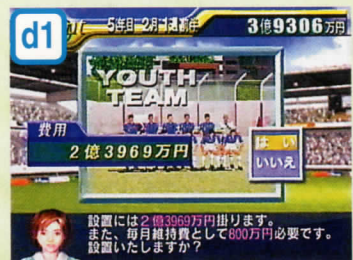 d1
5年目 2月1週
3億9306万円
YOUTH
TEAM
費用
2億3969万円
はい
いいえ
設置には2億3969万円掛ります。
また、毎月維持費として800万円必要です。
設置いたしますか？